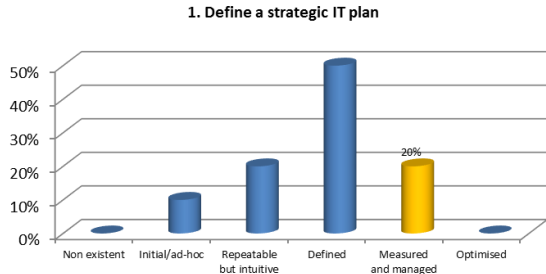 1. Define a strategic IT plan
50%
40%
30%
20%
10%
0%
20%
Non existent
Initial/ad-hoc
Repeatable
but intuitive
Defined
Measured
and managed
Optimised